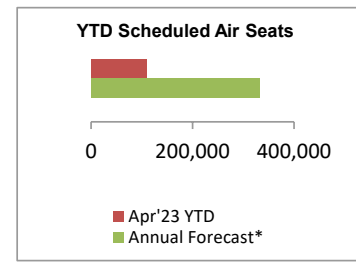 YTD Scheduled Air Seats
0 200,000 400,000
Apr'23 YTD
Annual Forecast*